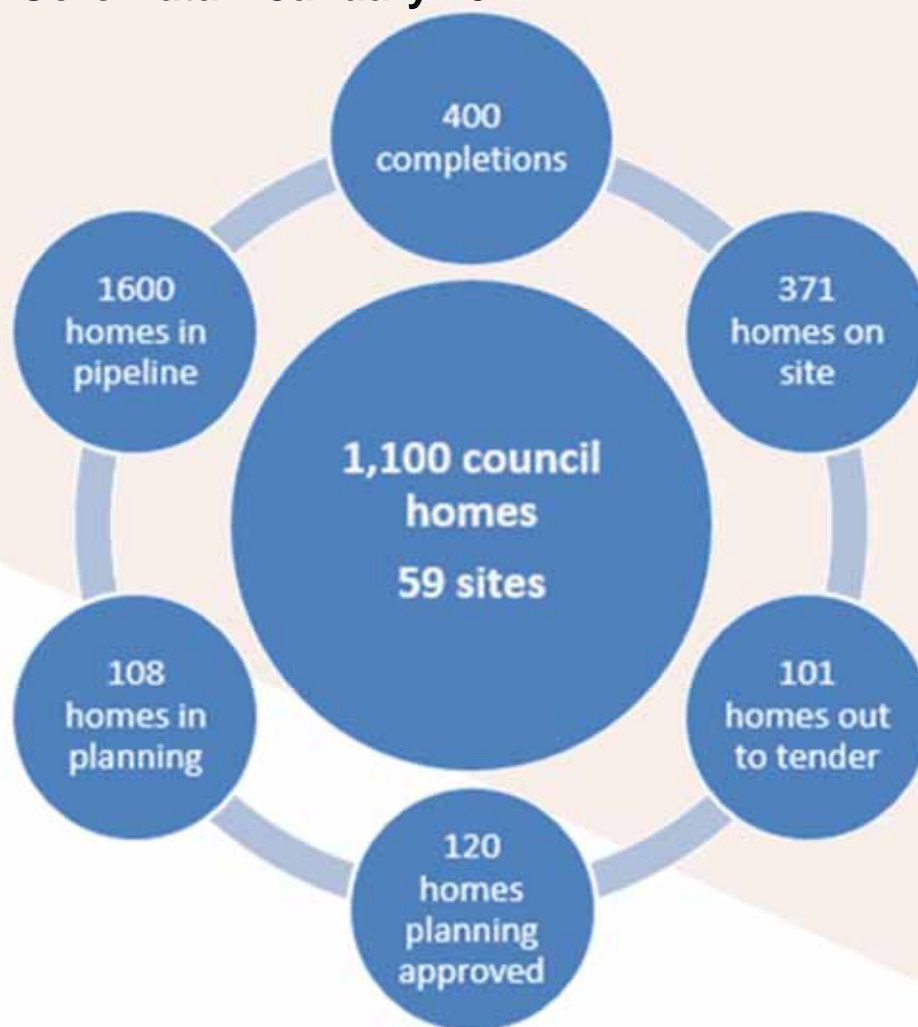 400
completions
371
homes on
site
101
homes out
to tender
120
homes
planning
approved
108
homes in
planning
1600
homes in
pipeline
1,100 council
homes
59 sites